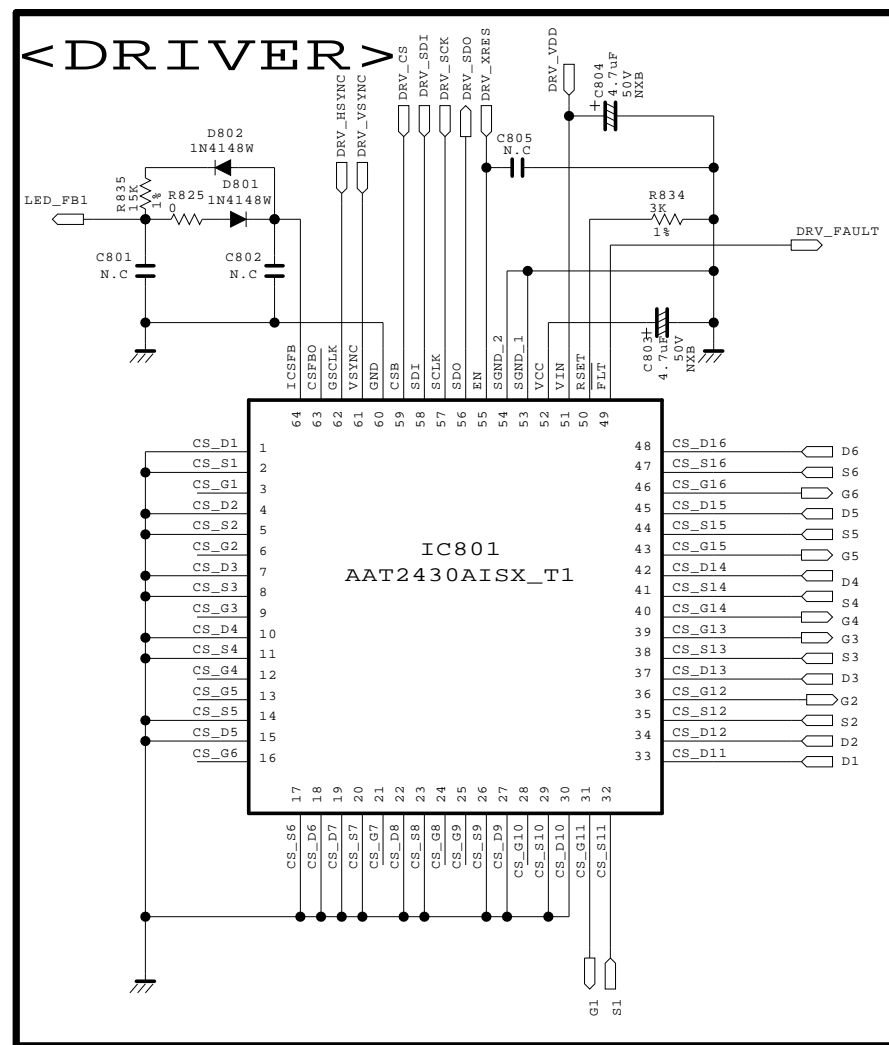 <DRIVER>
DRV_HSYNC
DRV_VSYNC
DRV_CS
DRV_SDI
DRV_SCK
DRV_SDO
DRV_XRES
DRV_VDD
C804
4.7uF
50V
NXB
C805
N.C
D802
1N4148W
D801
1N4148W
R835
15K
1%
R825
0
LED_FB1
C801
N.C
C802
N.C
R834
3K
1%
DRV_FAULT
C803
4.7uF
50V
NXB
ICSFB
CSFBO
GSCLK
VSYNC
GND
CSB
SDI
SCLK
SDO
EN
SGND_2
SGND_1
VCC
VIN
RSET
FLT
64 63 62 61 60 59 58 57 56 55 54 53 52 51 50 49
CS_D1 1
CS_S1 2
CS_G1 3
CS_D2 4
CS_S2 5
CS_G2 6
CS_D3 7
CS_S3 8
CS_G3 9
CS_D4 10
CS_S4 11
CS_G4 12
CS_G5 13
CS_S5 14
CS_D5 15
CS_G6 16
IC801
AAT2430AISX_T1
48 CS_D16 D6
47 CS_S16 S6
46 CS_G16 G6
45 CS_D15 D5
44 CS_S15 S5
43 CS_G15 G5
42 CS_D14 D4
41 CS_S14 S4
40 CS_G14 G4
39 CS_G13 G3
38 CS_S13 S3
37 CS_D13 D3
36 CS_G12 G2
35 CS_S12 S2
34 CS_D12 D2
33 CS_D11 D1
17 18 19 20 21 22 23 24 25 26 27 28 29 30 31 32
CS_S6
CS_D6
CS_D7
CS_S7
CS_G7
CS_D8
CS_S8
CS_G8
CS_G9
CS_S9
CS_D9
CS_G10
CS_S10
CS_D10
CS_G11
CS_S11
G1
S1